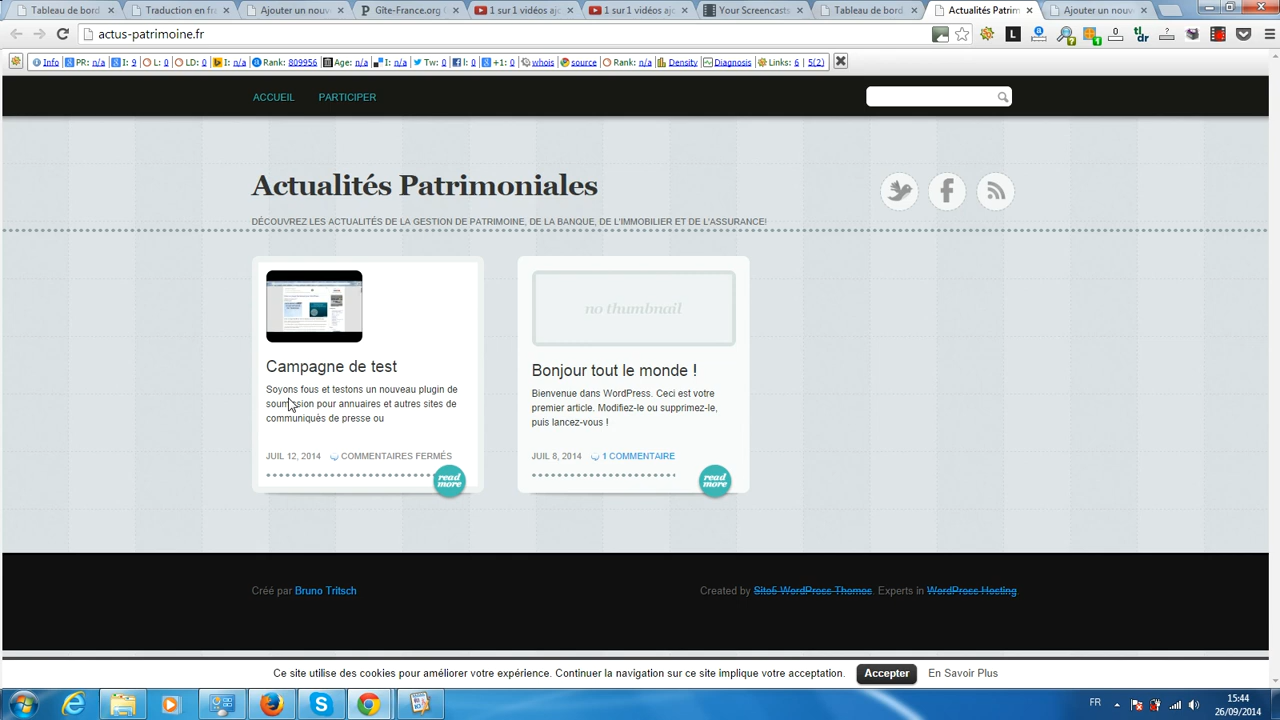 Tableau de bord
Traduction en fra
Ajouter un nouve
Gîte-France.org
1 sur 1 vidéos ajo
1 sur 1 vidéos ajo
Your Screencasts
Tableau de bord
Actualités Patrim
Ajouter un nouve
actus-patrimoine.fr
Info PR: n/a I: 9 L: 0 LD: 0 I: n/a Rank: 809956 Age: n/a I: n/a Tw: 0 l: 0 +1: 0 whois source Rank: n/a Density Diagnosis Links: 6 | 5(2)
ACCUEIL PARTICIPER
Actualités Patrimoniales
DÉCOUVREZ LES ACTUALITÉS DE LA GESTION DE PATRIMOINE, DE LA BANQUE, DE L'IMMOBILIER ET DE L'ASSURANCE!
Campagne de test
Soyons fous et testons un nouveau plugin de
soumission pour annuaires et autres sites de
communiqués de presse ou
JUIL 12, 2014 COMMENTAIRES FERMÉS
read
more
no thumbnail
Bonjour tout le monde !
Bienvenue dans WordPress. Ceci est votre
premier article. Modifiez-le ou supprimez-le,
puis lancez-vous !
JUIL 8, 2014 1 COMMENTAIRE
read
more
Créé par Bruno Tritsch
Created by Site5 WordPress Themes. Experts in WordPress Hosting
Ce site utilise des cookies pour améliorer votre expérience. Continuer la navigation sur ce site implique votre acceptation. Accepter En Savoir Plus
FR
15:44
26/09/2014